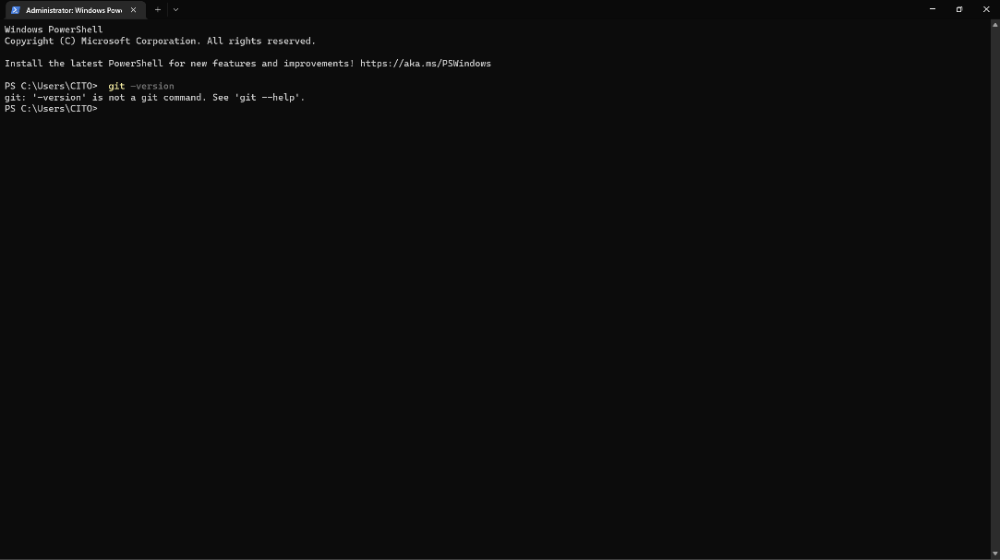 Administrator: Windows Pow
Windows PowerShell
Copyright (C) Microsoft Corporation. All rights reserved.
Install the latest PowerShell for new features and improvements! https://aka.ms/PSWindows
PS C:\Users\CITO>  git -version
git: '-version' is not a git command. See 'git --help'.
PS C:\Users\CITO>